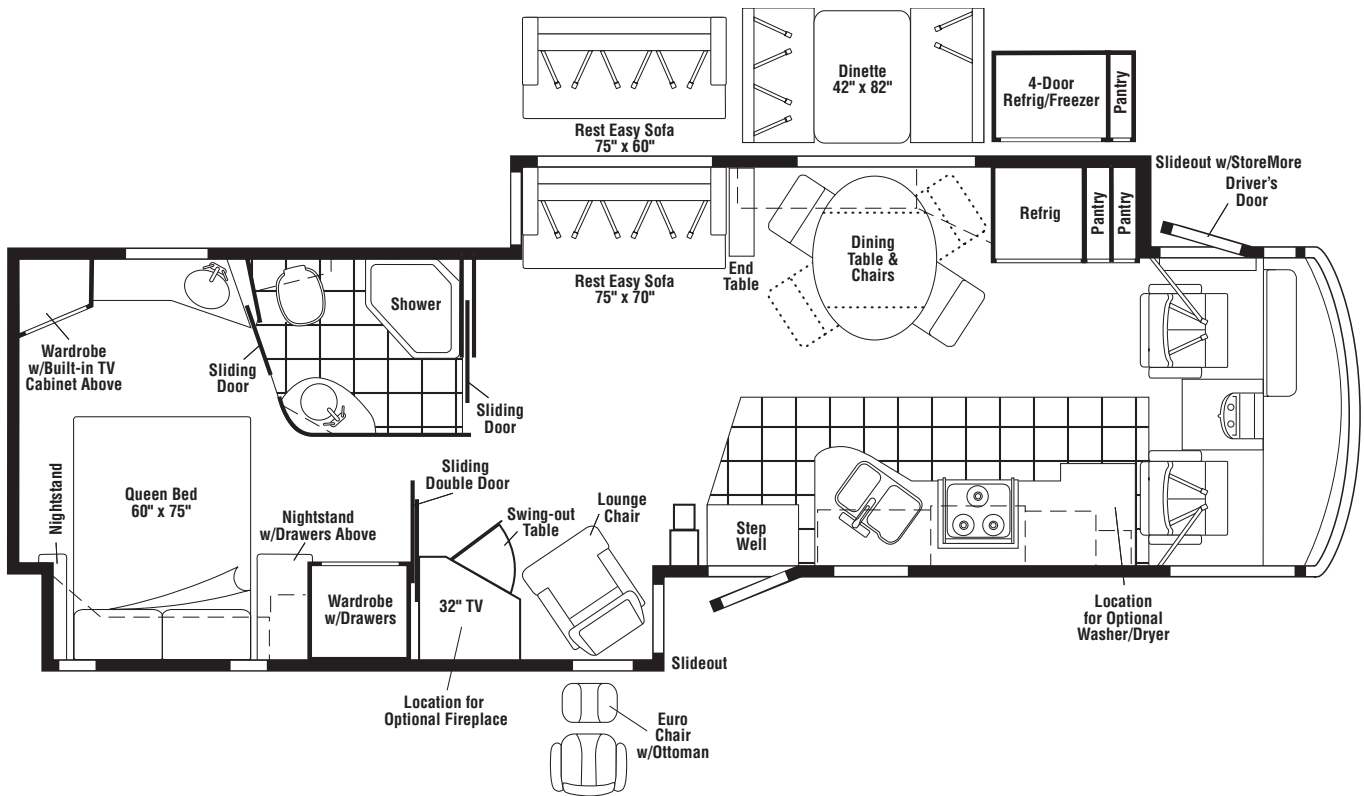 Rest Easy Sofa
75" x 60"
Dinette
42" x 82"
4-Door
Refrig/Freezer
Pantry
Slideout w/StoreMore
Driver's
Door
Rest Easy Sofa
75" x 70"
End
Table
Dining
Table &
Chairs
Refrig
Pantry
Pantry
Wardrobe
w/Built-in TV
Cabinet Above
Sliding
Door
Shower
Sliding
Door
Nightstand
Queen Bed
60" x 75"
Nightstand
w/Drawers Above
Wardrobe
w/Drawers
Sliding
Double Door
Swing-out
Table
Lounge
Chair
32" TV
Step
Well
Location
for Optional
Washer/Dryer
Slideout
Location for
Optional Fireplace
Euro
Chair
w/Ottoman